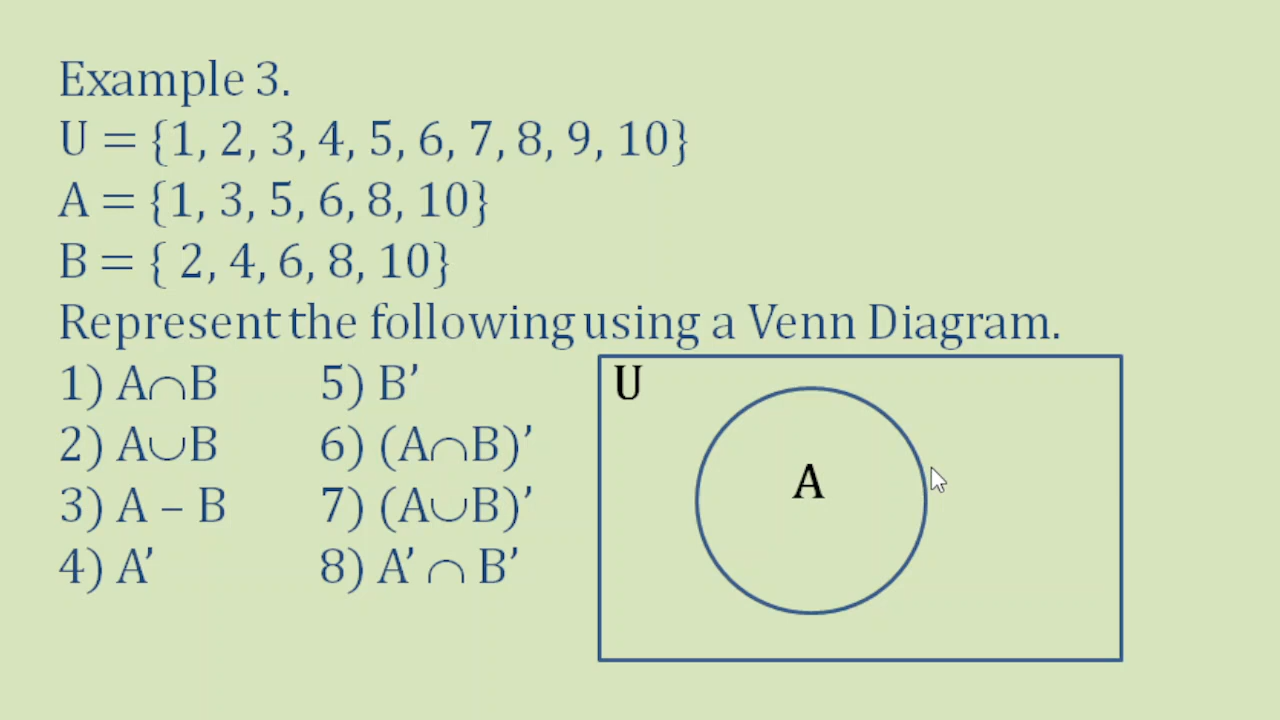 Example 3.
U = {1, 2, 3, 4, 5, 6, 7, 8, 9, 10}
A = {1, 3, 5, 6, 8, 10}
B = { 2, 4, 6, 8, 10}
Represent the following using a Venn Diagram.
1) A∩B
2) A∪B
3) A – B
4) A’
5) B’
6) (A∩B)’
7) (A∪B)’
8) A’ ∩ B’
U
A